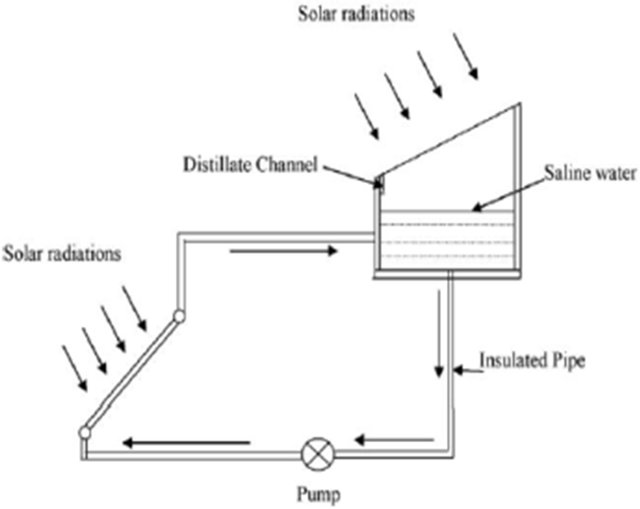 Solar radiations
Distillate Channel
Saline water
Solar radiations
Insulated Pipe
Pump